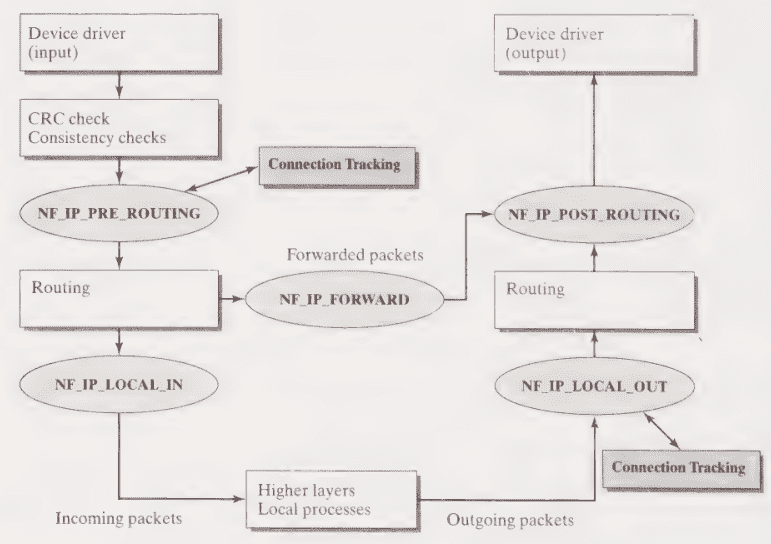 Device driver
(input)
Device driver
(output)
CRC check
Consistency checks
Connection Tracking
NF_IP_PRE_ROUTING
NF_IP_POST_ROUTING
Forwarded packets
Routing
NF_IP_FORWARD
Routing
NF_IP_LOCAL_IN
NF_IP_LOCAL_OUT
Connection Tracking
Higher layers
Local processes
Incoming packets
Outgoing packets